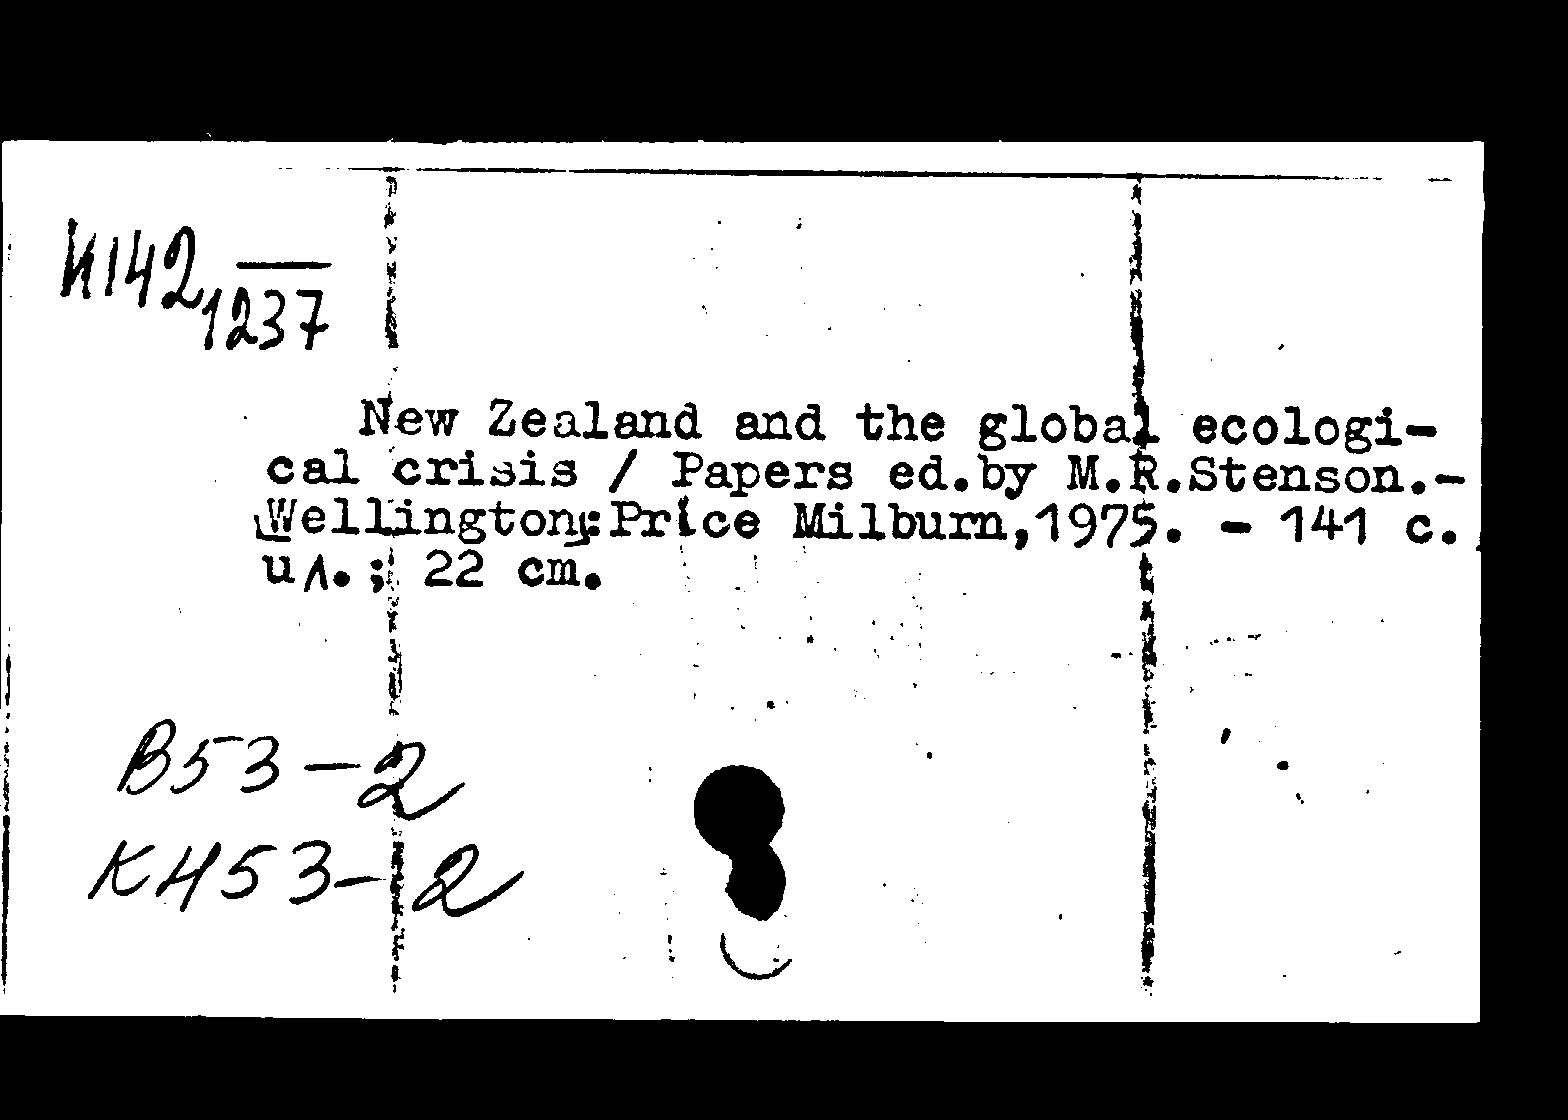 И142
1237
New Zealand and the global ecologi-
cal crisis / Papers ed.by M.R.Stenson.-
Wellington:Price Milburn,1975. - 141 c.
ил.; 22 cm.
В53-2
КН53-2